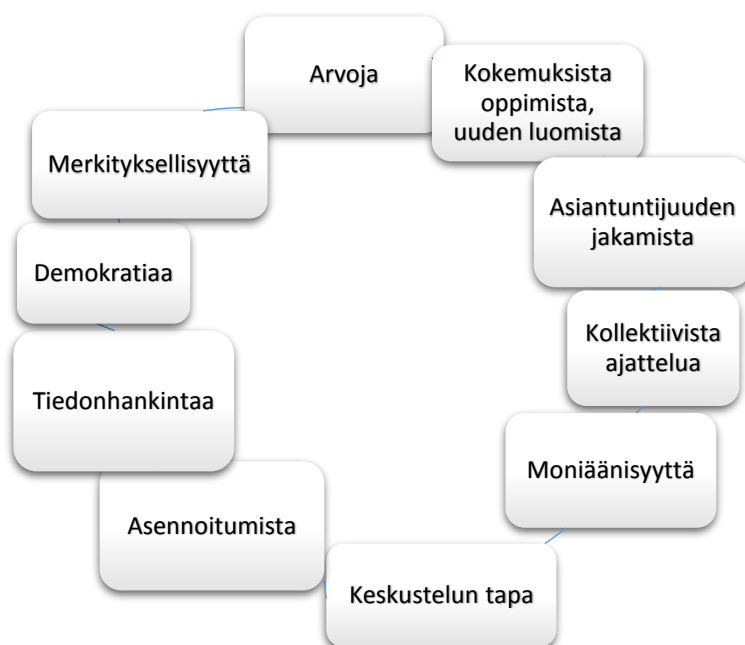 Arvoja
Kokemuksista
oppimista,
uuden luomista
Asiantuntijuuden
jakamista
Kollektiivista
ajattelua
Moniäänisyyttä
Keskustelun tapa
Asennoitumista
Tiedonhankintaa
Demokratiaa
Merkityksellisyyttä